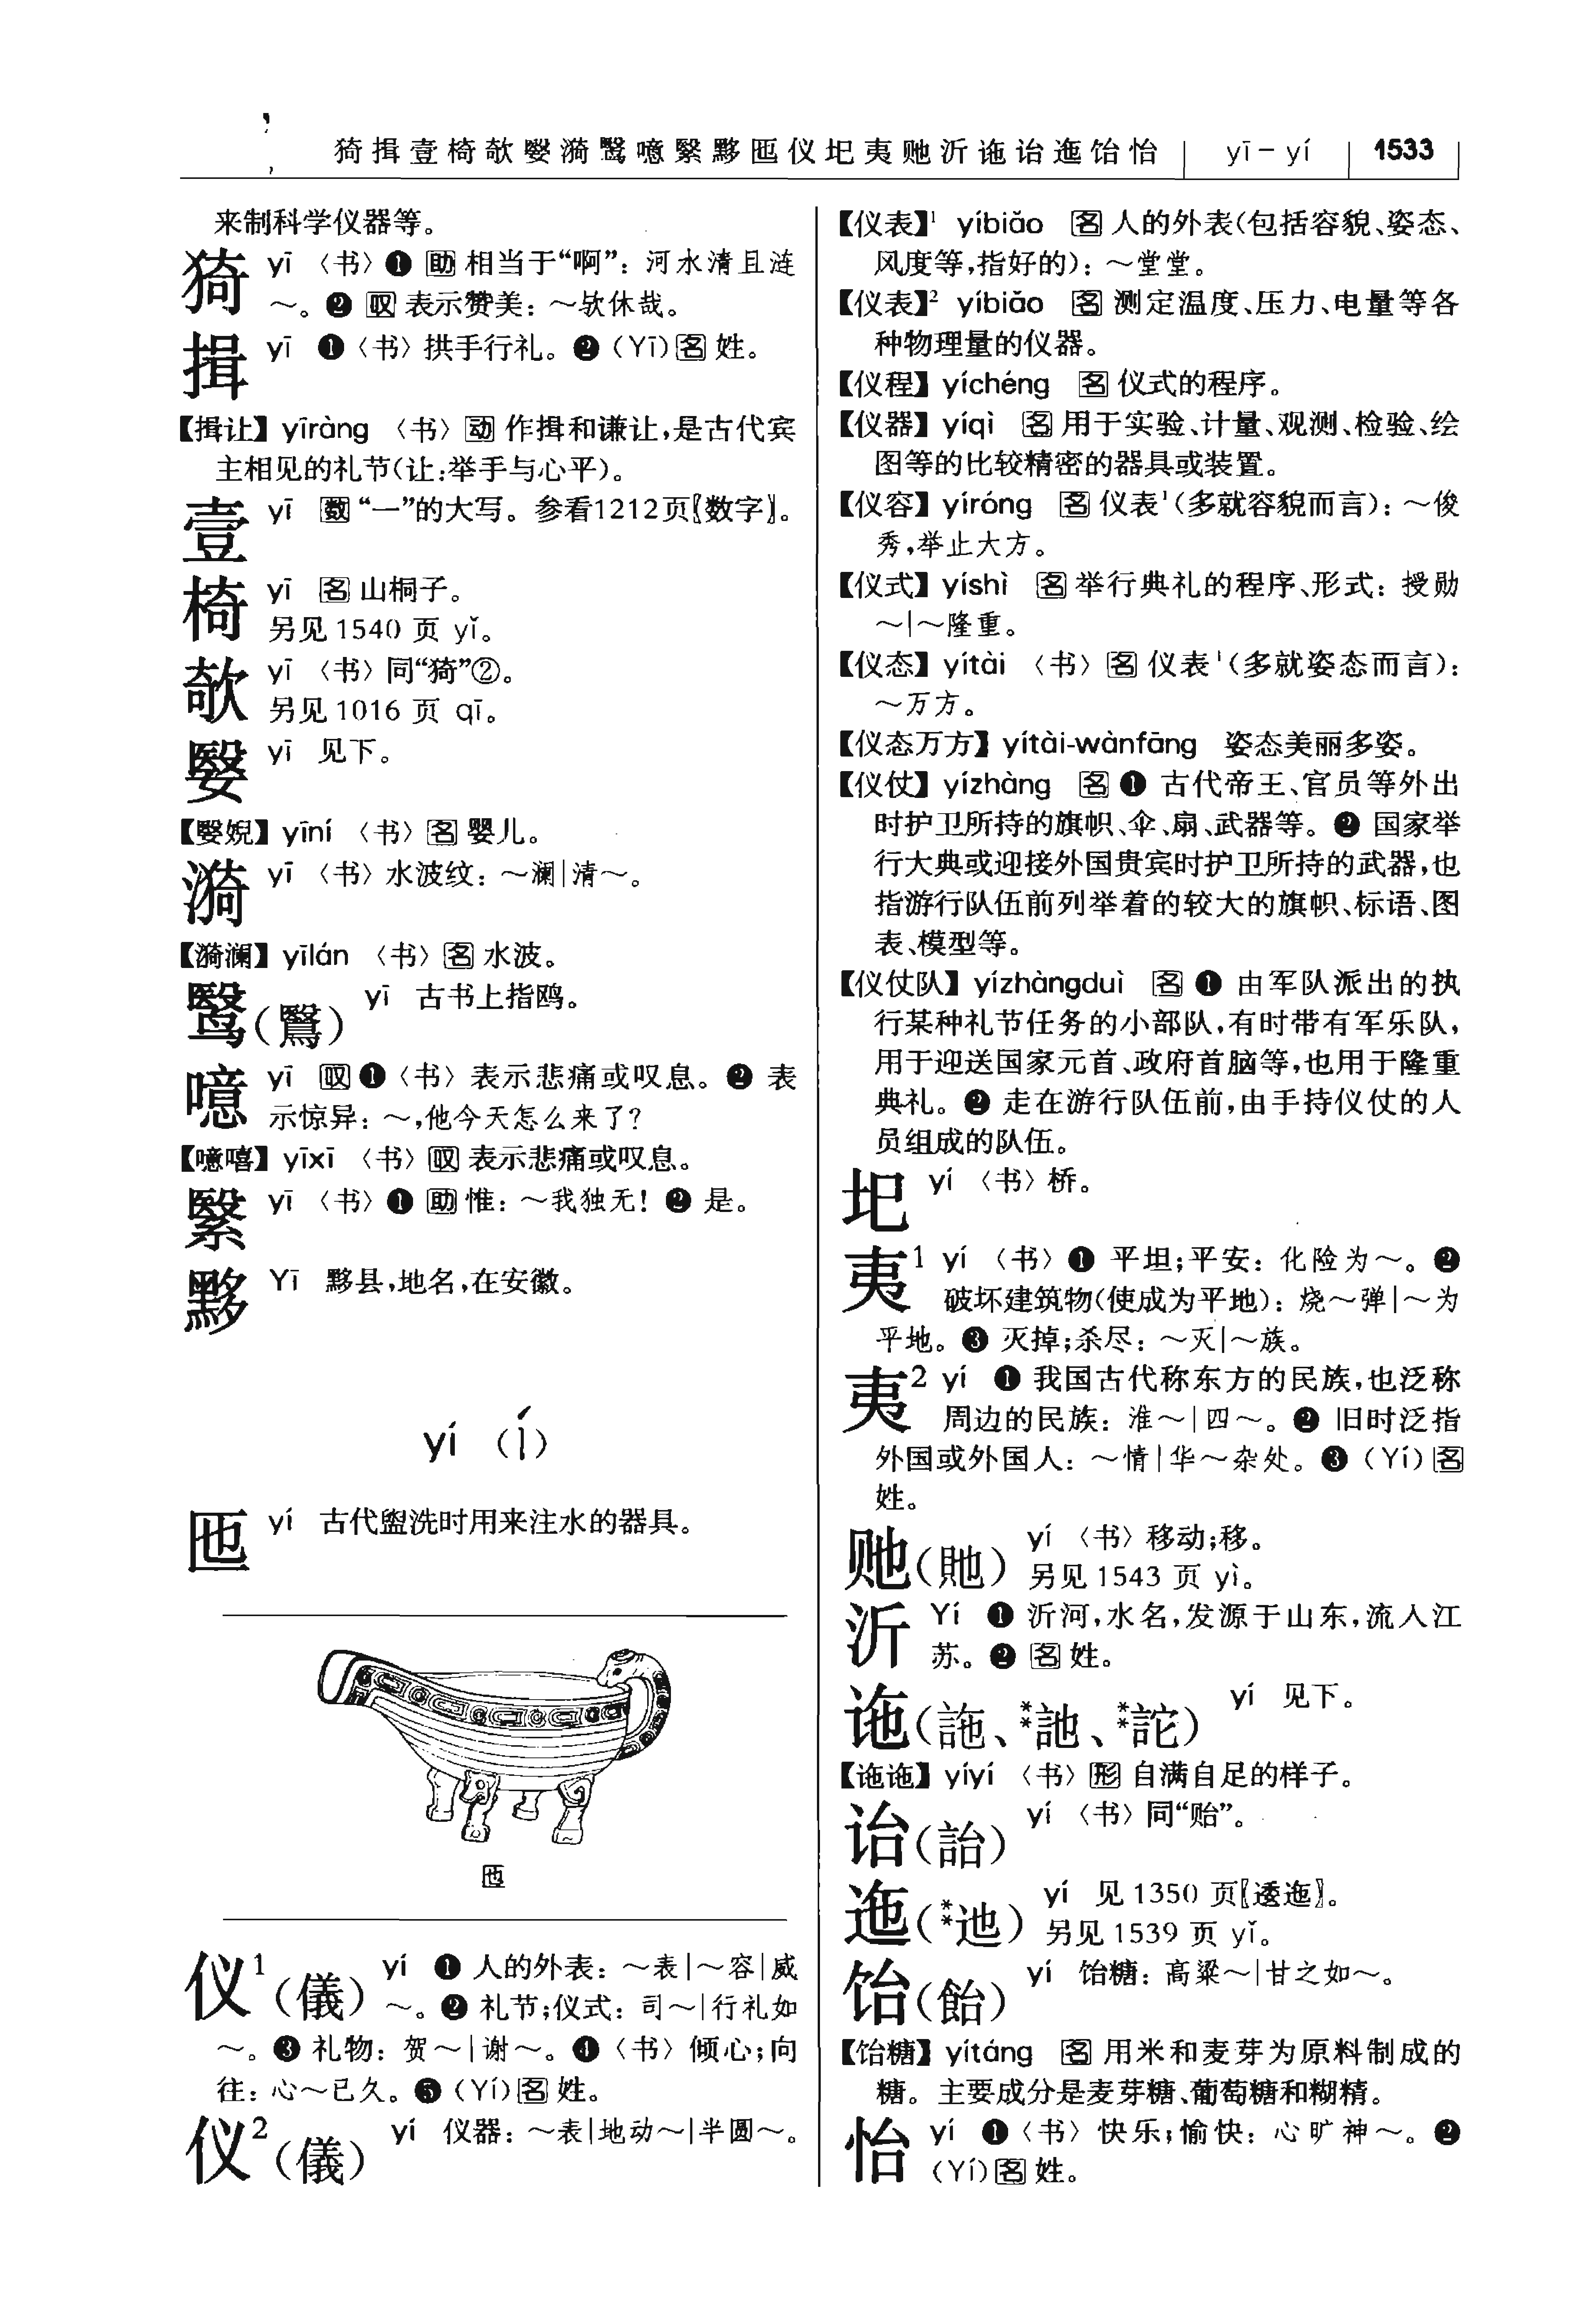 猗揖壹椅欹嫛漪鹥噫繄黟匜仪圯夷貤沂迆诒迤饴怡 yī－yí 1533
来制科学仪器等。
猗 yī 〈书〉❶ 助 相当于“啊”：河水清且涟
～。❷ 叹 表示赞美：～欤休哉。
揖 yī ❶〈书〉拱手行礼。❷（Yī）名 姓。
【揖让】yīràng 〈书〉动 作揖和谦让，是古代宾
主相见的礼节（让：举手与心平）。
壹 yī 数 “一”的大写。参看1212页〖数字〗。
椅 yī 名 山桐子。
另见 1540 页 yǐ。
欹 yī 〈书〉同“猗”②。
另见 1016 页 qī。
嫛 yī 见下。
【嫛婗】yīní 〈书〉名 婴儿。
漪 yī 〈书〉水波纹：～澜｜清～。
【漪澜】yīlán 〈书〉名 水波。
鹥（鷖） yī 古书上指鸥。
噫 yī 叹 ❶〈书〉表示悲痛或叹息。❷ 表
示惊异：～，他今天怎么来了？
【噫嘻】yīxī 〈书〉叹 表示悲痛或叹息。
繄 yī 〈书〉❶ 助 惟：～我独无！❷ 是。
黟 Yī 黟县，地名，在安徽。
yí （ㄧˊ）
匜 yí 古代盥洗时用来注水的器具。
匜
仪¹（儀） yí ❶ 人的外表：～表｜～容｜威
～。❷ 礼节；仪式：司～｜行礼如
～。❸ 礼物：贺～｜谢～。❹〈书〉倾心；向
往：心～已久。❺（Yí）名 姓。
仪²（儀） yí 仪器：～表｜地动～｜半圆～。
【仪表】¹ yíbiǎo 名 人的外表（包括容貌、姿态、
风度等，指好的）：～堂堂。
【仪表】² yíbiǎo 名 测定温度、压力、电量等各
种物理量的仪器。
【仪程】yíchéng 名 仪式的程序。
【仪器】yíqì 名 用于实验、计量、观测、检验、绘
图等的比较精密的器具或装置。
【仪容】yíróng 名 仪表¹（多就容貌而言）：～俊
秀，举止大方。
【仪式】yíshì 名 举行典礼的程序、形式：授勋
～｜～隆重。
【仪态】yítài 〈书〉名 仪表¹（多就姿态而言）：
～万方。
【仪态万方】yítài-wànfāng 姿态美丽多姿。
【仪仗】yízhàng 名 ❶ 古代帝王、官员等外出
时护卫所持的旗帜、伞、扇、武器等。❷ 国家举
行大典或迎接外国贵宾时护卫所持的武器，也
指游行队伍前列举着的较大的旗帜、标语、图
表、模型等。
【仪仗队】yízhàngduì 名 ❶ 由军队派出的执
行某种礼节任务的小部队，有时带有军乐队，
用于迎送国家元首、政府首脑等，也用于隆重
典礼。❷ 走在游行队伍前，由手持仪仗的人
员组成的队伍。
圯 yí 〈书〉桥。
夷¹ yí 〈书〉❶ 平坦；平安：化险为～。❷
破坏建筑物（使成为平地）：烧～弹｜～为
平地。❸ 灭掉；杀尽：～灭｜～族。
夷² yí ❶ 我国古代称东方的民族，也泛称
周边的民族：淮～｜四～。❷ 旧时泛指
外国或外国人：～情｜华～杂处。❸（Yí）名
姓。
貤（貤） yí 〈书〉移动；移。
另见 1543 页 yì。
沂 Yí ❶ 沂河，水名，发源于山东，流入江
苏。❷ 名 姓。
𫍙（訑、**訑、**詑） yí 见下。
【𫍙𫍙】yíyí 〈书〉形 自满自足的样子。
诒（詒） yí 〈书〉同“贻”。
迤（**迆） yí 见 1350 页〖逶迤〗。
另见 1539 页 yǐ。
饴（飴） yí 饴糖：高粱～｜甘之如～。
【饴糖】yítáng 名 用米和麦芽为原料制成的
糖。主要成分是麦芽糖、葡萄糖和糊精。
怡 yí ❶〈书〉快乐；愉快：心旷神～。❷
（Yí）名 姓。